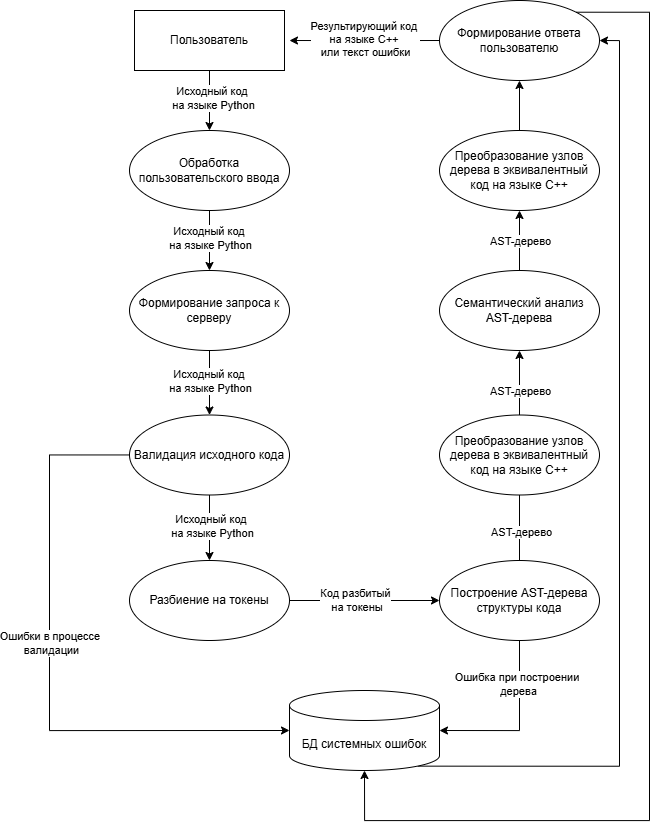 Пользователь
Результирующий код
на языке C++
или текст ошибки
Формирование ответа
пользователю
Исходный код
на языке Python
Обработка
пользовательского ввода
Преобразование узлов
дерева в эквивалентный
код на языке C++
Исходный код
на языке Python
AST-дерево
Формирование запроса к
серверу
Семантический анализ
AST-дерева
Исходный код
на языке Python
AST-дерево
Валидация исходного кода
Преобразование узлов
дерева в эквивалентный
код на языке C++
Исходный код
на языке Python
AST-дерево
Разбиение на токены
Код разбитый
на токены
Построение AST-дерева
структуры кода
Ошибки в процессе
валидации
Ошибка при построении
дерева
БД системных ошибок